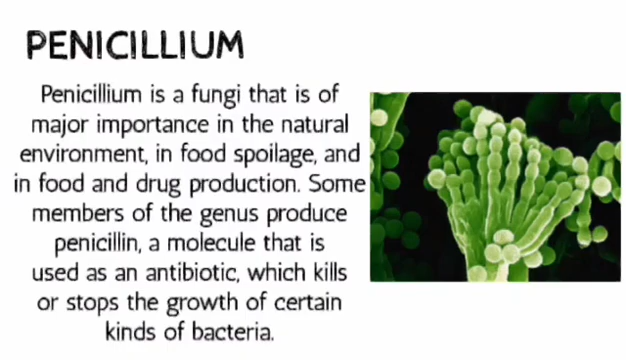 PENICILLIUM
Penicillium is a fungi that is of
major importance in the natural
environment, in food spoilage, and
in food and drug production. Some
members of the genus produce
penicillin, a molecule that is
used as an antibiotic, which kills
or stops the growth of certain
kinds of bacteria.